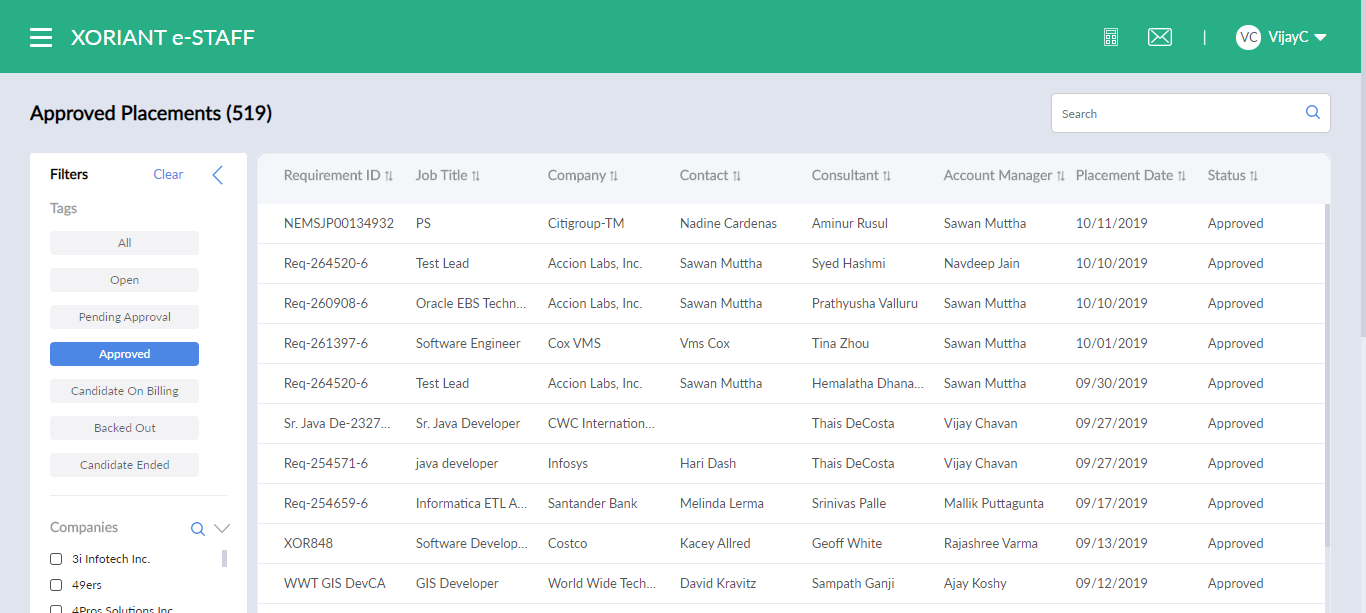 XORIANT e-STAFF
| VC VijayC
Approved Placements (519)
Search
Filters Clear
Tags
All
Open
Pending Approval
Approved
Candidate On Billing
Backed Out
Candidate Ended
Companies
3i Infotech Inc.
49ers
4Pros Solutions Inc
Requirement ID Job Title Company Contact Consultant Account Manager Placement Date Status
NEMSJP00134932 PS Citigroup-TM Nadine Cardenas Aminur Rusul Sawan Muttha 10/11/2019 Approved
Req-264520-6 Test Lead Accion Labs, Inc. Sawan Muttha Syed Hashmi Navdeep Jain 10/10/2019 Approved
Req-260908-6 Oracle EBS Techn... Accion Labs, Inc. Sawan Muttha Prathyusha Valluru Sawan Muttha 10/10/2019 Approved
Req-261397-6 Software Engineer Cox VMS Vms Cox Tina Zhou Sawan Muttha 10/01/2019 Approved
Req-264520-6 Test Lead Accion Labs, Inc. Sawan Muttha Hemalatha Dhana... Sawan Muttha 09/30/2019 Approved
Sr. Java De-2327... Sr. Java Developer CWC Internation... Thais DeCosta Vijay Chavan 09/27/2019 Approved
Req-254571-6 java developer Infosys Hari Dash Thais DeCosta Vijay Chavan 09/27/2019 Approved
Req-254659-6 Informatica ETL A... Santander Bank Melinda Lerma Srinivas Palle Mallik Puttagunta 09/17/2019 Approved
XOR848 Software Develop... Costco Kacey Allred Geoff White Rajashree Varma 09/13/2019 Approved
WWT GIS DevCA GIS Developer World Wide Tech... David Kravitz Sampath Ganji Ajay Koshy 09/12/2019 Approved